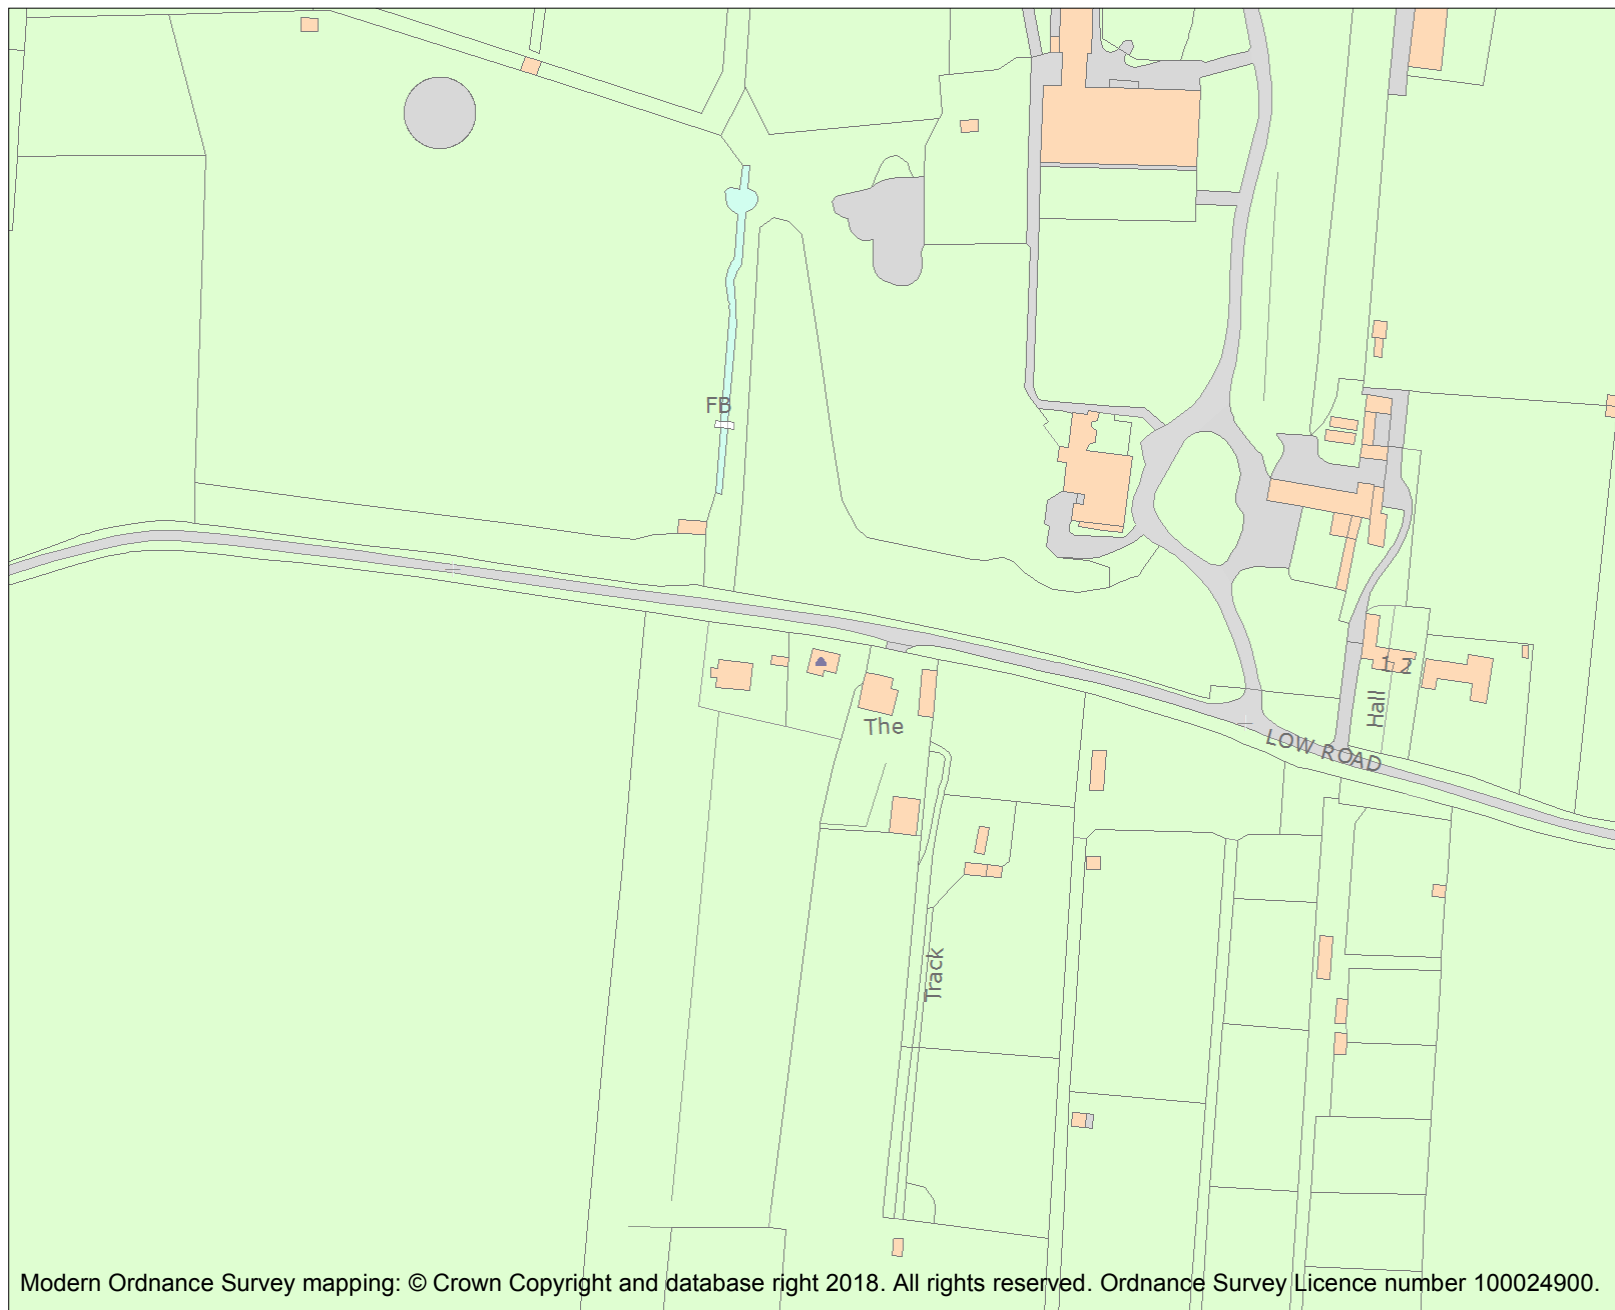 FB
1 2
Hall
The
LOW ROAD
Track
Modern Ordnance Survey mapping: © Crown Copyright and database right 2018. All rights reserved. Ordnance Survey Licence number 100024900.